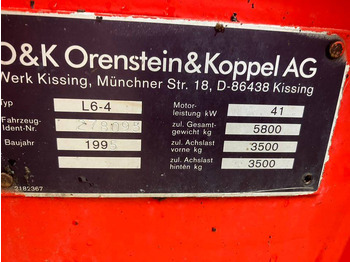 O&K Orenstein & Koppel AG
Werk Kissing, Münchner Str. 18, D-86438 Kissing
Typ L6-4 Motor-leistung kW 41
Fahrzeug-Ident-Nr. zul. Gesamt-gewicht kg 5800
Baujahr 1995 zul. Achslast vorne kg 3500
zul. Achslast hinten kg 3500
2182367